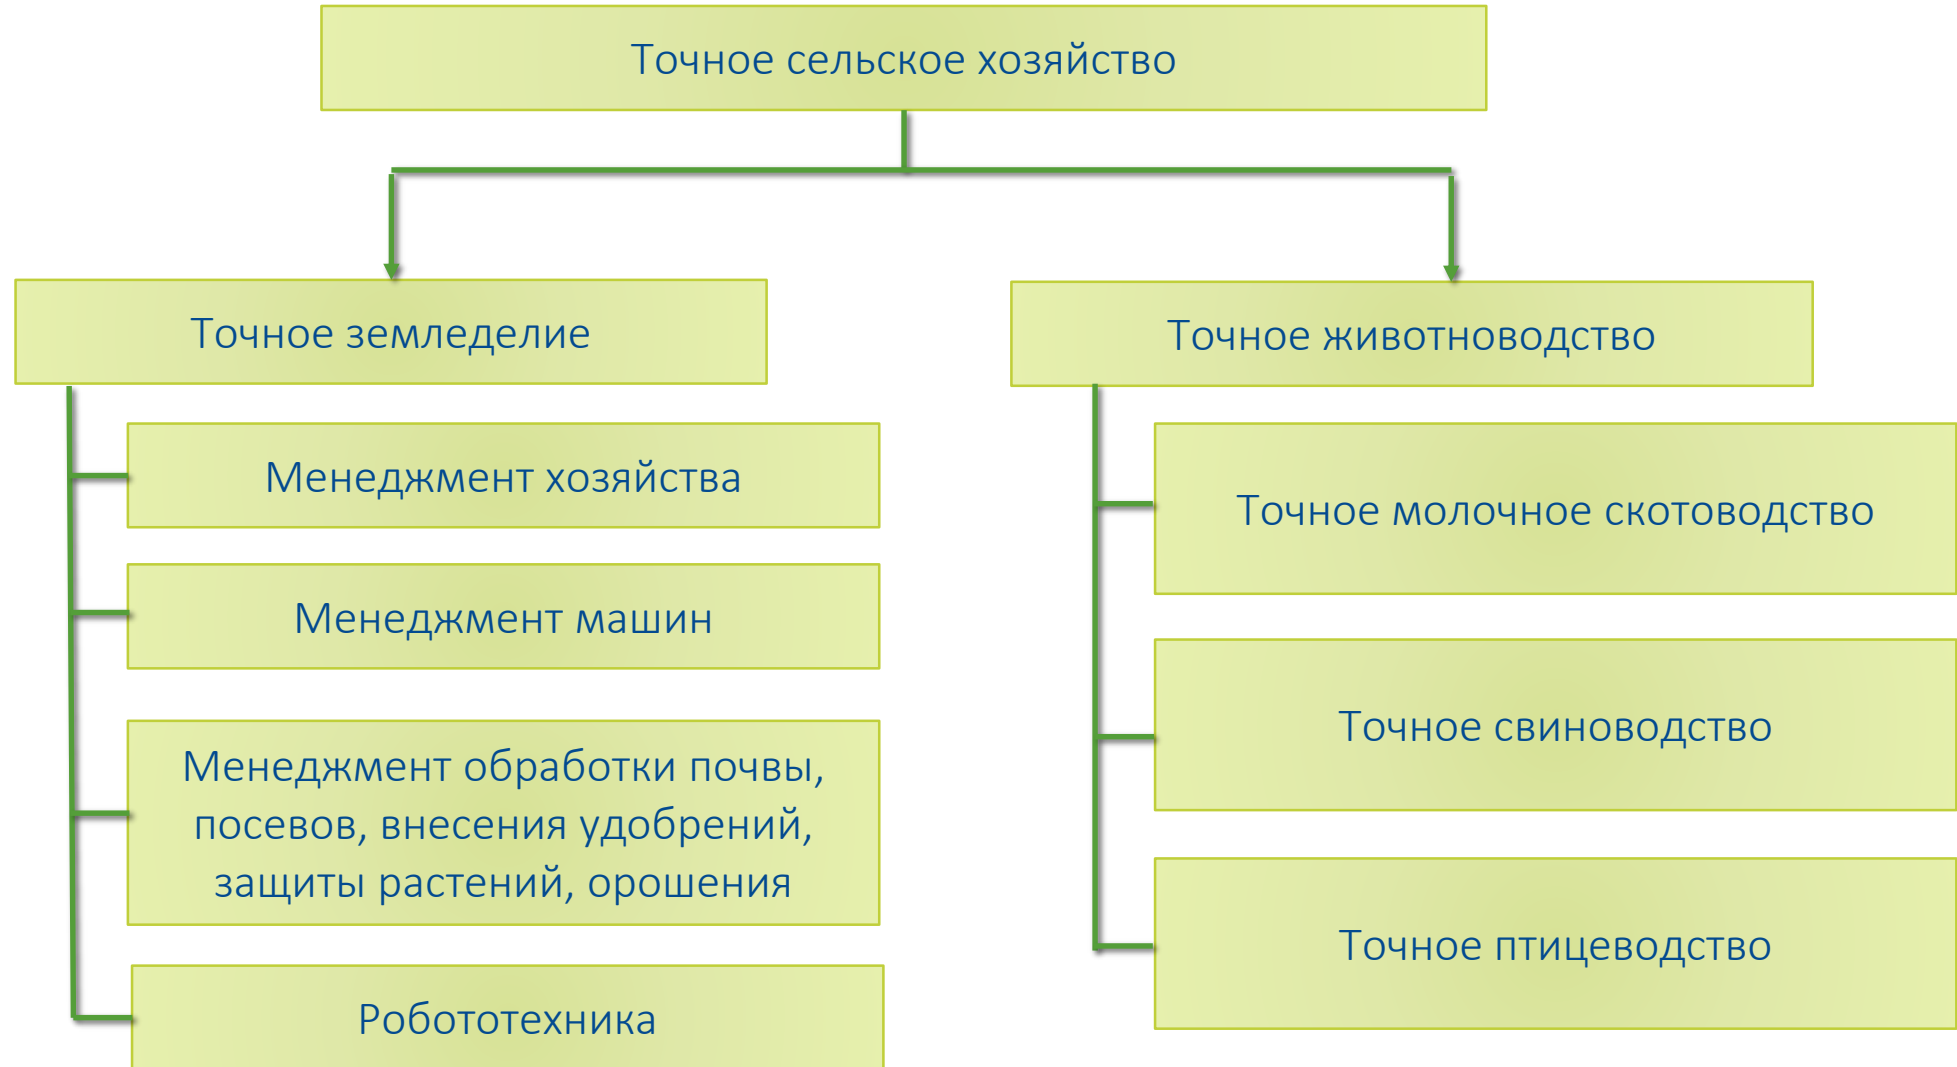 Точное сельское хозяйство
Точное земледелие
Менеджмент хозяйства
Менеджмент машин
Менеджмент обработки почвы,
посевов, внесения удобрений,
защиты растений, орошения
Робототехника
Точное животноводство
Точное молочное скотоводство
Точное свиноводство
Точное птицеводство